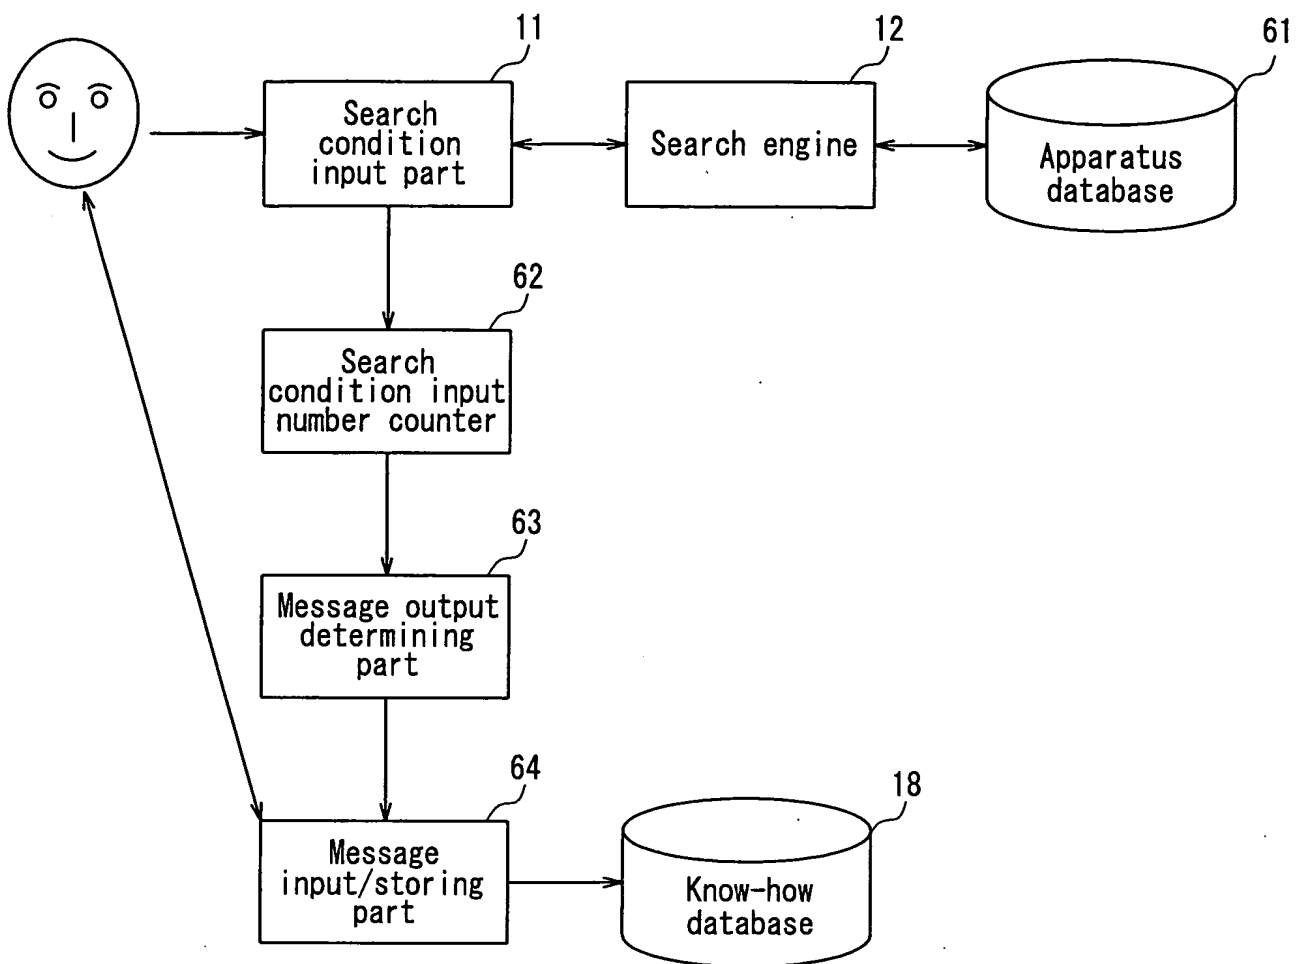 11
12
61
Search
condition
input part
Search engine
Apparatus
database
62
Search
condition input
number counter
63
Message output
determining
part
64
18
Message
input/storing
part
Know-how
database